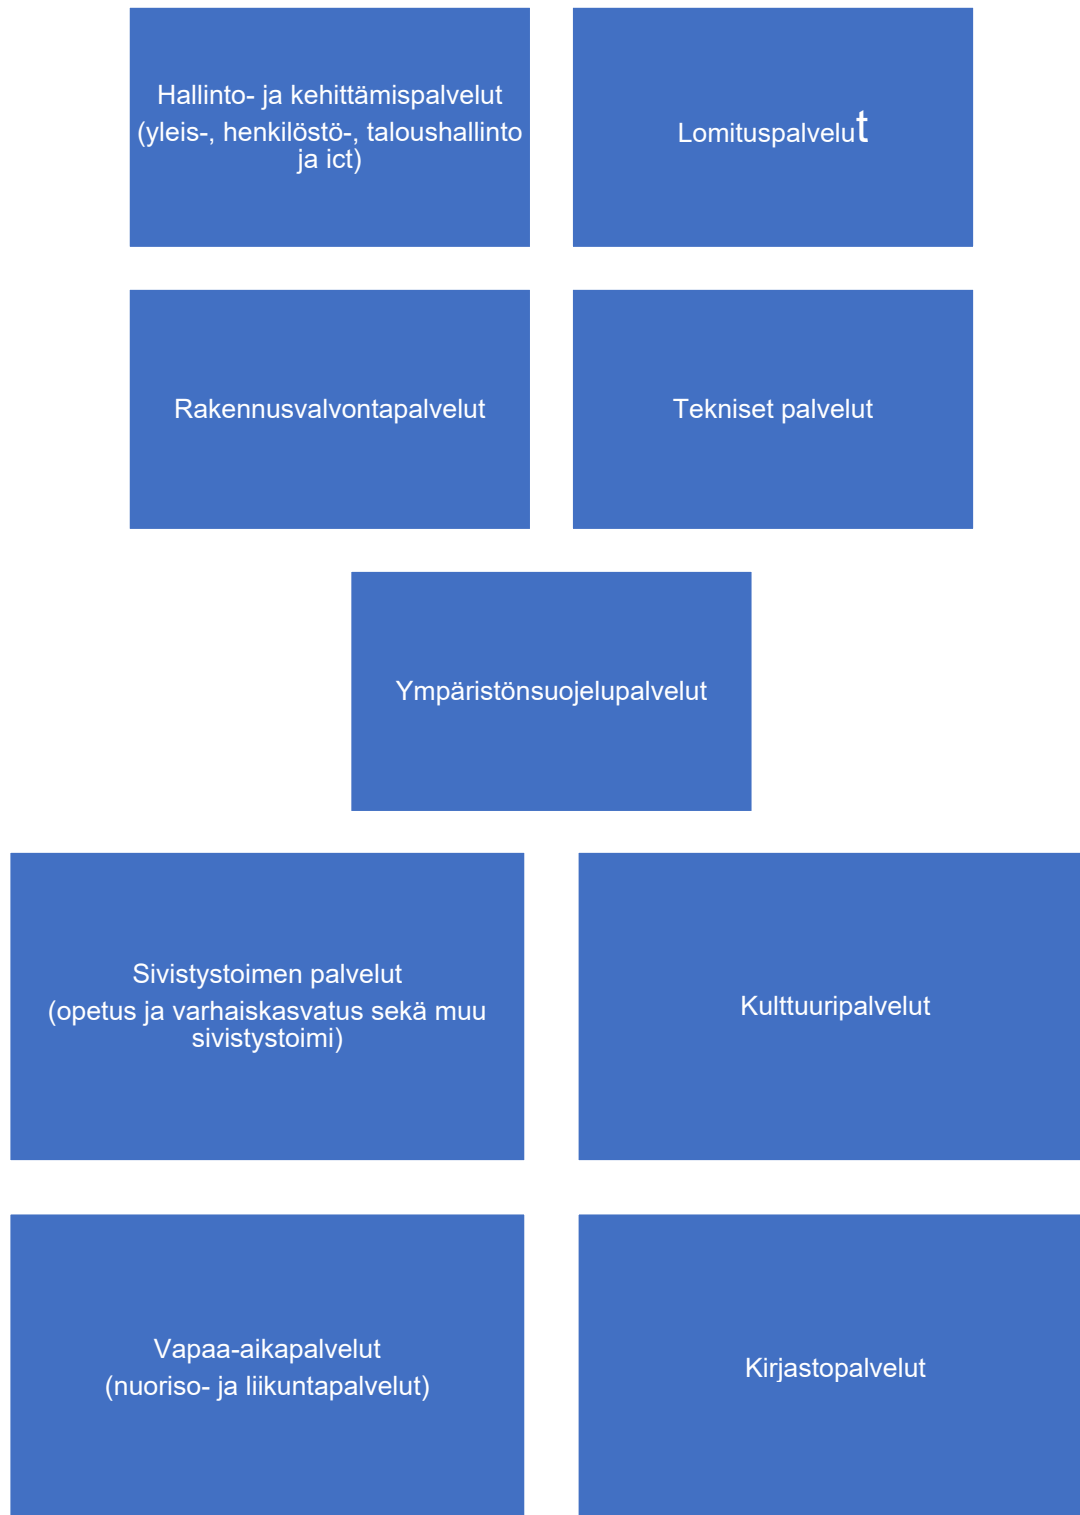 Hallinto- ja kehittämispalvelut
(yleis-, henkilöstö-, taloushallinto
ja ict)
Lomituspalvelut
Rakennusvalvontapalvelut
Tekniset palvelut
Ympäristönsuojelupalvelut
Sivistystoimen palvelut
(opetus ja varhaiskasvatus sekä muu
sivistystoimi)
Kulttuuripalvelut
Vapaa-aikapalvelut
(nuoriso- ja liikuntapalvelut)
Kirjastopalvelut